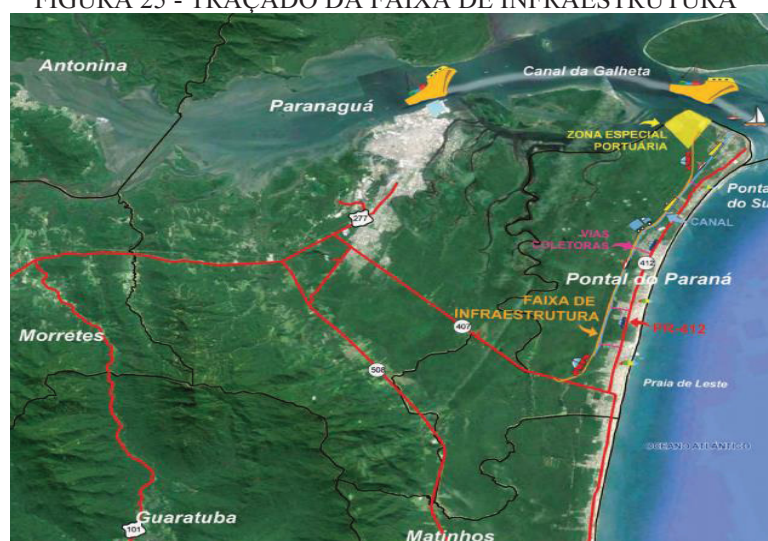 FIGURA 25 - TRAÇADO DA FAIXA DE INFRAESTRUTURA
Antonina
Canal da Galheta
Paranaguá
ZONA ESPECIAL
PORTUÁRIA
Ponta
do Su
277
CANAL
VIAS
COLETORAS
412
Pontal do Paraná
FAIXA DE
INFRAESTRUTURA
PR-412
407
Morretes
508
Praia de Leste
OCEANO ATLÂNTICO
Guaratuba
101
Matinhos